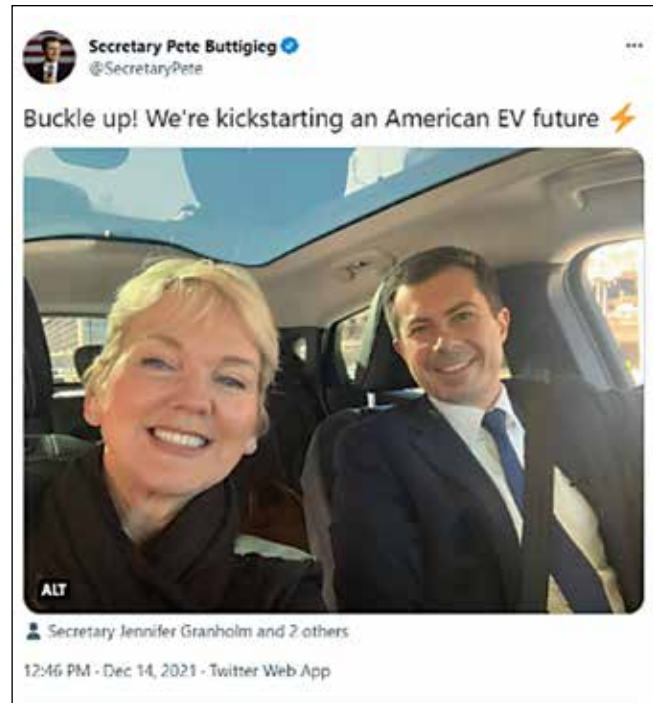 Secretary Pete Buttigieg
@SecretaryPete
Buckle up! We're kickstarting an American EV future ⚡
ALT
Secretary Jennifer Granholm and 2 others
12:46 PM · Dec 14, 2021 · Twitter Web App